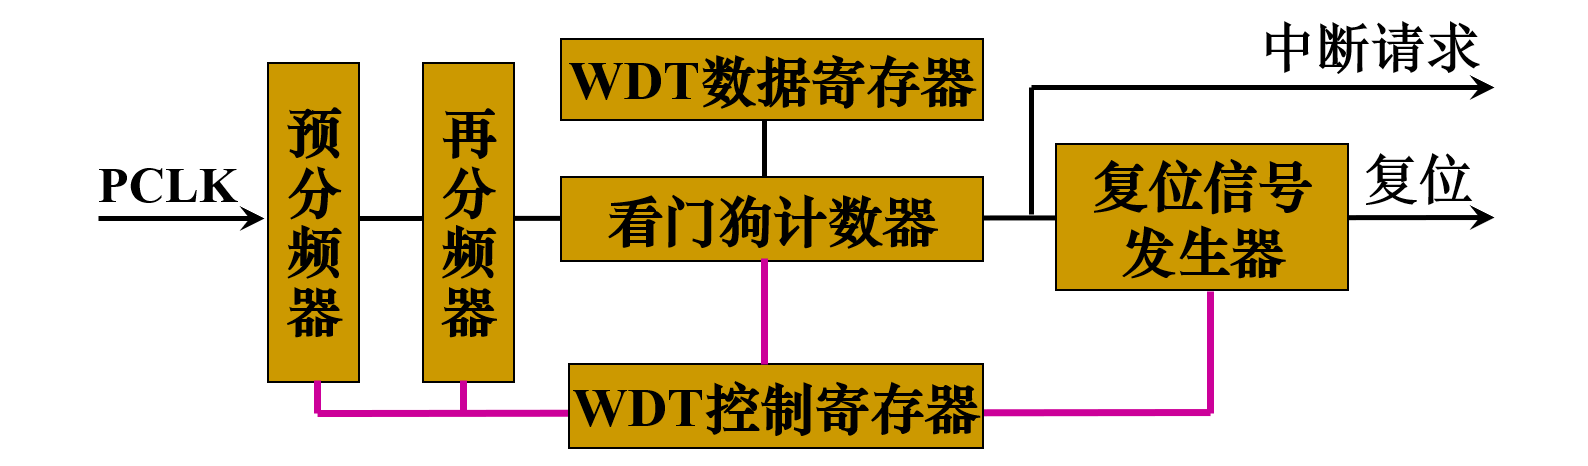 PCLK
预分频器
再分频器
WDT数据寄存器
看门狗计数器
WDT控制寄存器
中断请求
复位信号
发生器
复位